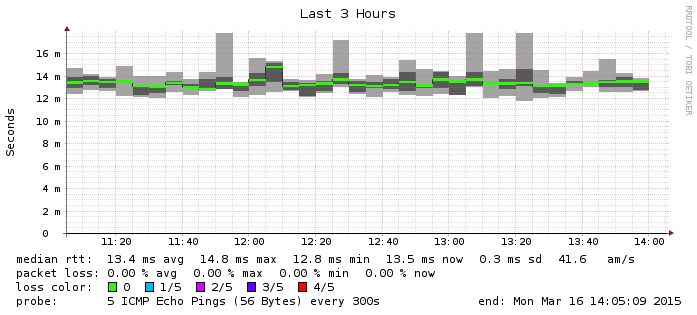 Last 3 Hours
RRDTOOL / TOBI OETIKER
Seconds
16 m
14 m
12 m
10 m
8 m
6 m
4 m
2 m
0
11:20 11:40 12:00 12:20 12:40 13:00 13:20 13:40 14:00
median rtt: 13.4 ms avg 14.8 ms max 12.8 ms min 13.5 ms now 0.3 ms sd 41.6 am/s
packet loss: 0.00 % avg 0.00 % max 0.00 % min 0.00 % now
loss color: 0 1/5 2/5 3/5 4/5
probe: 5 ICMP Echo Pings (56 Bytes) every 300s end: Mon Mar 16 14:05:09 2015